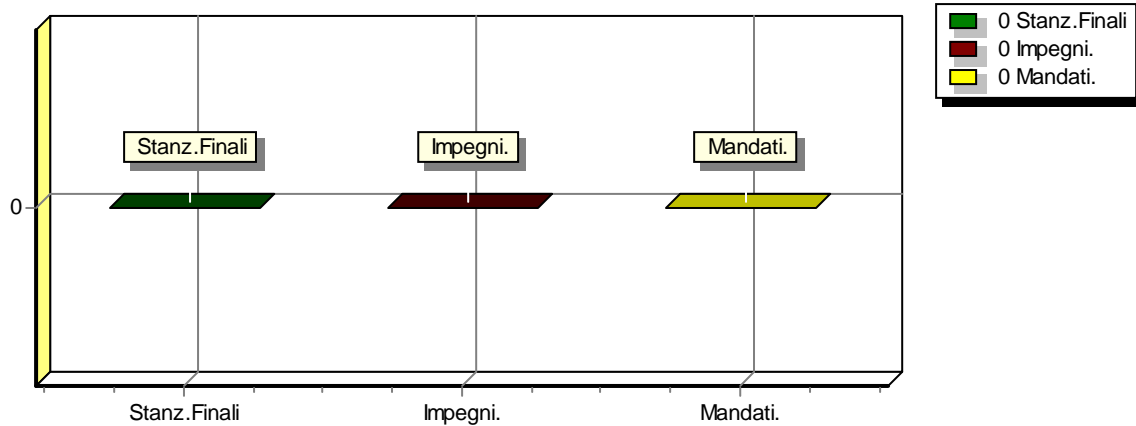 0 Stanz.Finali
0 Impegni.
0 Mandati.
Stanz.Finali
Impegni.
Mandati.
0
Stanz.Finali
Impegni.
Mandati.